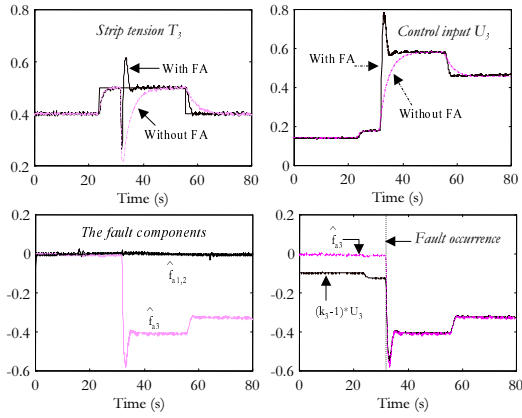 Strip tension T3
0.8
0.6
0.4
0.2
With FA
Without FA
0 20 40 60 80
Time (s)
Control input U3
0.8
0.6
0.4
0.2
0
With FA
Without FA
0 20 40 60 80
Time (s)
The fault components
0.2
0
-0.2
-0.4
-0.6
f̂a1,2
f̂a3
0 20 40 60 80
Time (s)
0.2
0
-0.2
-0.4
-0.6
f̂a3
Fault occurrence
(k3-1)*U3
0 20 40 60 80
Time (s)